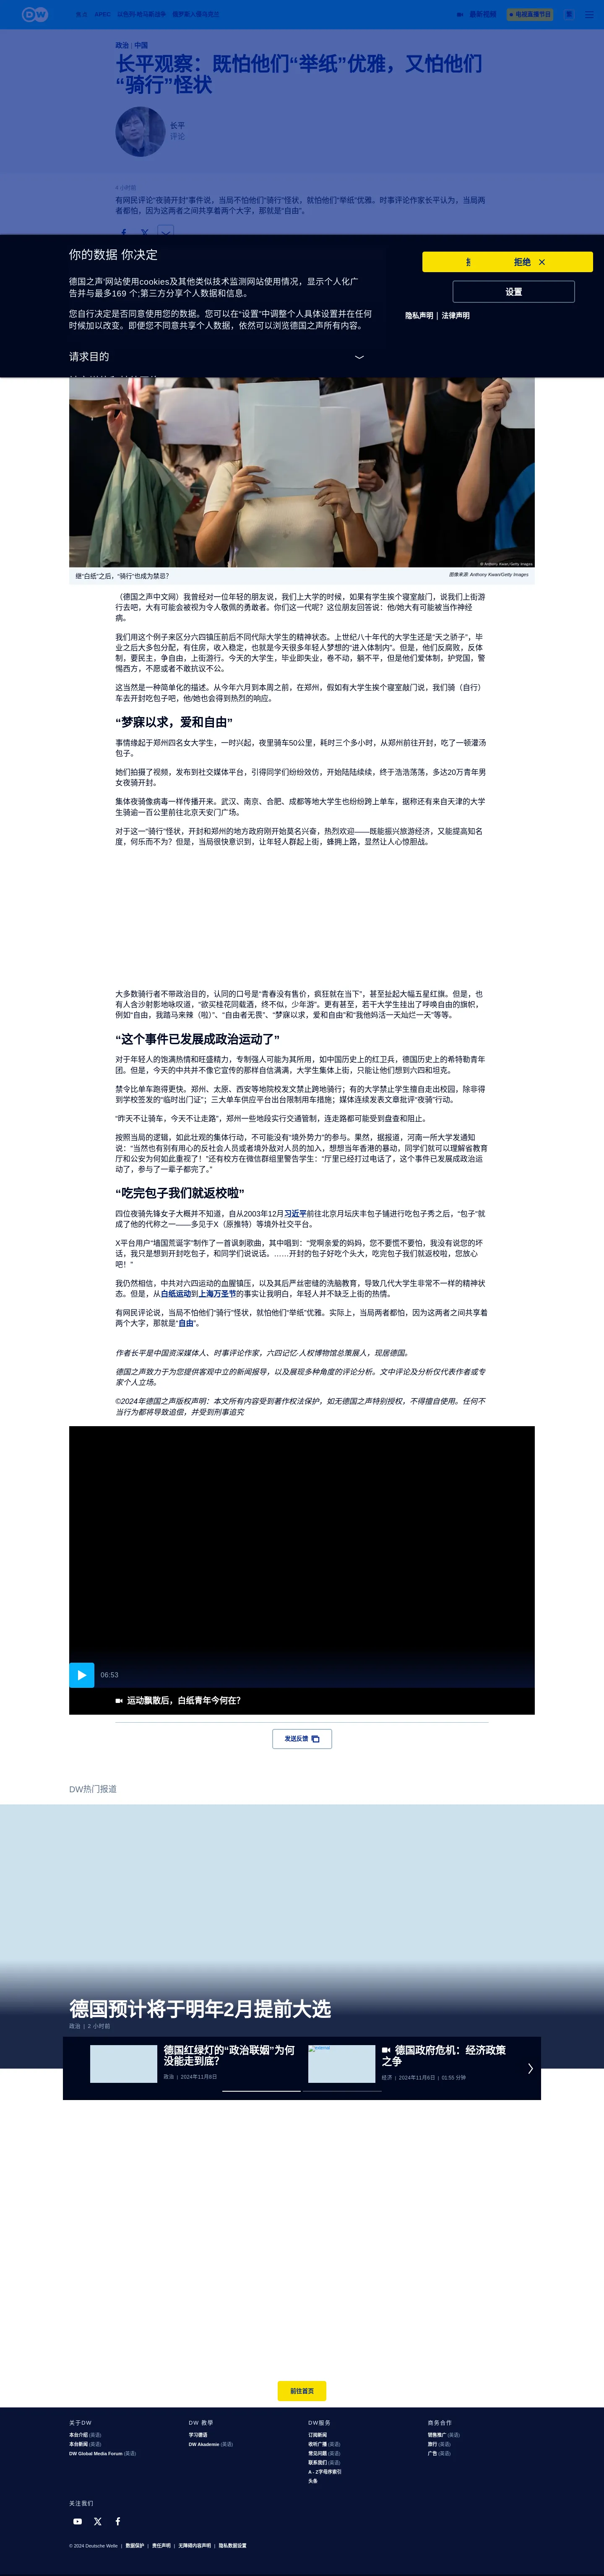 DW
焦点 APEC 以色列-哈马斯战争 俄罗斯入侵乌克兰
最新视频
电视直播节目
繁
政治 | 中国
长平观察：既怕他们“举纸”优雅，又怕他们
“骑行”怪状
长平
评论
4 小时前
有网民评论“夜骑开封”事件说，当局不怕他们“骑行”怪状，就怕他们“举纸”优雅。时事评论作家长平认为，当局两
者都怕，因为这两者之间共享着两个大字，那就是“自由”。
你的数据 你决定
德国之声'网站使用cookies及其他类似技术监测网站使用情况，显示个人化广
告并与最多169 个;第三方分享个人数据和信息。
您自行决定是否同意使用您的数据。您可以在“设置”中调整个人具体设置并在任何
时候加以改变。即便您不同意共享个人数据，依然可以浏览德国之声所有内容。
请求目的
拒绝
设置
隐私声明 | 法律声明
© Anthony Kwan/Getty Images
继“白纸”之后，“骑行”也成为禁忌？
图像来源: Anthony Kwan/Getty Images
（德国之声中文网）我曾经对一位年轻的朋友说，我们上大学的时候，如果有学生挨个寝室敲门，说我们上街游
行去吧，大有可能会被视为令人敬佩的勇敢者。你们这一代呢？这位朋友回答说：他/她大有可能被当作神经
病。
我们用这个例子来区分六四镇压前后不同代际大学生的精神状态。上世纪八十年代的大学生还是“天之骄子”，毕
业之后大多包分配，有住房，收入稳定，也就是今天很多年轻人梦想的“进入体制内”。但是，他们反腐败，反体
制，要民主，争自由，上街游行。今天的大学生，毕业即失业，卷不动，躺不平，但是他们爱体制，护党国，警
惕西方，不愿或者不敢抗议不公。
这当然是一种简单化的描述。从今年六月到本周之前，在郑州，假如有大学生挨个寝室敲门说，我们骑（自行）
车去开封吃包子吧，他/她也会得到热烈的响应。
“梦寐以求，爱和自由”
事情缘起于郑州四名女大学生，一时兴起，夜里骑车50公里，耗时三个多小时，从郑州前往开封，吃了一顿灌汤
包子。
她们拍摄了视频，发布到社交媒体平台，引得同学们纷纷效仿，开始陆陆续续，终于浩浩荡荡，多达20万青年男
女夜骑开封。
集体夜骑像病毒一样传播开来。武汉、南京、合肥、成都等地大学生也纷纷跨上单车，据称还有来自天津的大学
生骑逾一百公里前往北京天安门广场。
对于这一“骑行”怪状，开封和郑州的地方政府刚开始莫名兴奋，热烈欢迎——既能振兴旅游经济，又能提高知名
度，何乐而不为？但是，当局很快意识到，让年轻人群起上街，蜂拥上路，显然让人心惊胆战。
大多数骑行者不带政治目的，认同的口号是“青春没有售价，疯狂就在当下”，甚至扯起大幅五星红旗。但是，也
有人含沙射影地咏叹道，“欲买桂花同载酒，终不似，少年游”。更有甚至，若干大学生挂出了呼唤自由的旗帜，
例如“自由，我踏马来辣（啦）”、“自由者无畏”、“梦寐以求，爱和自由”和“我他妈活一天灿烂一天”等等。
“这个事件已发展成政治运动了”
对于年轻人的饱满热情和旺盛精力，专制强人可能为其所用，如中国历史上的红卫兵，德国历史上的希特勒青年
团。但是，今天的中共并不像它宣传的那样自信满满，大学生集体上街，只能让他们想到六四和坦克。
禁令比单车跑得更快。郑州、太原、西安等地院校发文禁止跨地骑行；有的大学禁止学生擅自走出校园，除非得
到学校签发的“临时出门证”；三大单车供应平台出台限制用车措施；媒体连续发表文章批评“夜骑”行动。
“昨天不让骑车，今天不让走路”，郑州一些地段实行交通管制，连走路都可能受到盘查和阻止。
按照当局的逻辑，如此壮观的集体行动，不可能没有“境外势力”的参与。果然，据报道，河南一所大学发通知
说：“当然也有别有用心的反社会人员或者境外敌对人员的加入，想想当年香港的暴动，同学们就可以理解省教育
厅和公安为何如此重视了！”还有校方在微信群组里警告学生：“厅里已经打过电话了，这个事件已发展成政治运
动了，参与了一辈子都完了。”
“吃完包子我们就返校啦”
四位夜骑先锋女子大概并不知道，自从2003年12月习近平前往北京月坛庆丰包子铺进行吃包子秀之后，“包子”就
成了他的代称之一——多见于X（原推特）等境外社交平台。
X平台用户“墙国荒诞字”制作了一首讽刺歌曲，其中唱到：“党啊亲爱的妈妈，您不要慌不要怕，我没有说您的坏
话，我只是想到开封吃包子，和同学们说说话。……开封的包子好吃个头大，吃完包子我们就返校啦，您放心
吧！”
我仍然相信，中共对六四运动的血腥镇压，以及其后严丝密缝的洗脑教育，导致几代大学生非常不一样的精神状
态。但是，从白纸运动到上海万圣节的事实让我明白，年轻人并不缺乏上街的热情。
有网民评论说，当局不怕他们“骑行”怪状，就怕他们“举纸”优雅。实际上，当局两者都怕，因为这两者之间共享着
两个大字，那就是“自由”。
作者长平是中国资深媒体人、时事评论作家，六四记忆·人权博物馆总策展人，现居德国。
德国之声致力于为您提供客观中立的新闻报导，以及展现多种角度的评论分析。文中评论及分析仅代表作者或专
家个人立场。
©2024年德国之声版权声明：本文所有内容受到著作权法保护，如无德国之声特别授权，不得擅自使用。任何不
当行为都将导致追偿，并受到刑事追究
06:53
运动飘散后，白纸青年今何在？
发送反馈
DW热门报道
德国预计将于明年2月提前大选
政治 | 2 小时前
德国红绿灯的“政治联姻”为何
没能走到底？
政治 | 2024年11月8日
德国政府危机：经济政策
之争
经济 | 2024年11月6日 | 01:55 分钟
前往首页
关于DW
本台介绍 (英语)
本台新闻 (英语)
DW Global Media Forum (英语)
DW 教學
学习德语
DW Akademie (英语)
DW服务
订阅新闻
收听广播 (英语)
常见问题 (英语)
联系我们 (英语)
A - Z字母序索引
头条
商务合作
销售推广 (英语)
旅行 (英语)
广告 (英语)
关注我们
© 2024 Deutsche Welle | 数据保护 | 责任声明 | 无障碍内容声明 | 隐私数据设置